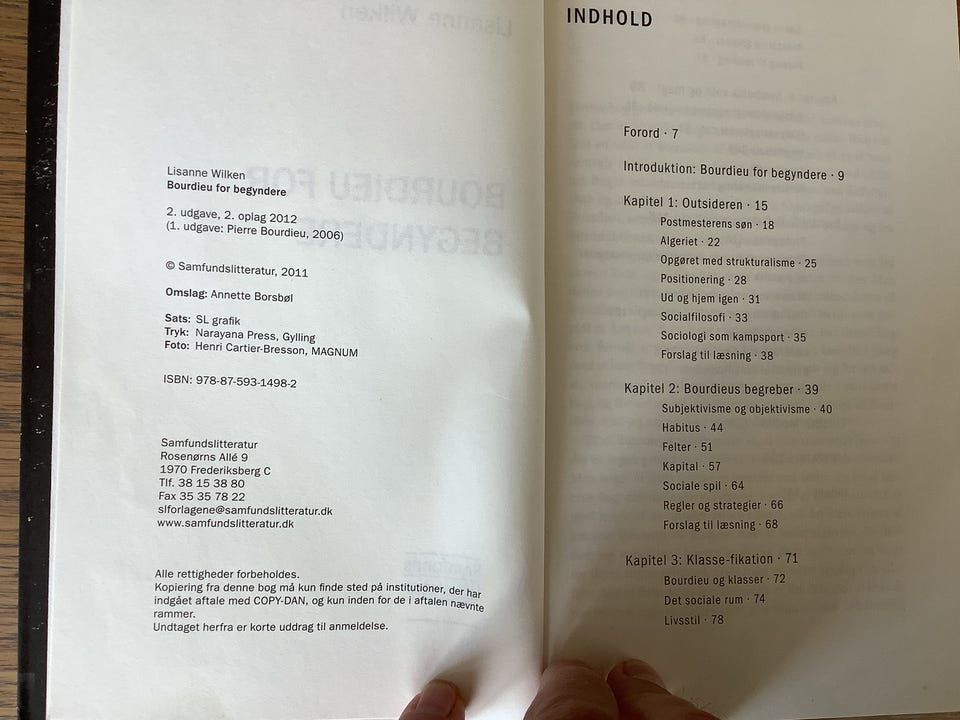 Lisanne Wilken
Bourdieu for begyndere
2. udgave, 2. oplag 2012
(1. udgave: Pierre Bourdieu, 2006)
© Samfundslitteratur, 2011
Omslag: Annette Borsbøl
Sats: SL grafik
Tryk: Narayana Press, Gylling
Foto: Henri Cartier-Bresson, MAGNUM
ISBN: 978-87-593-1498-2
Samfundslitteratur
Rosenørns Allé 9
1970 Frederiksberg C
Tlf. 38 15 38 80
Fax 35 35 78 22
slforlagene@samfundslitteratur.dk
www.samfundslitteratur.dk
Alle rettigheder forbeholdes.
Kopiering fra denne bog må kun finde sted på institutioner, der har
indgået aftale med COPY-DAN, og kun inden for de i aftalen nævnte
rammer.
Undtaget herfra er korte uddrag til anmeldelse.
INDHOLD
Forord · 7
Introduktion: Bourdieu for begyndere · 9
Kapitel 1: Outsideren · 15
Postmesterens søn · 18
Algeriet · 22
Opgøret med strukturalisme · 25
Positionering · 28
Ud og hjem igen · 31
Socialfilosofi · 33
Sociologi som kampsport · 35
Forslag til læsning · 38
Kapitel 2: Bourdieus begreber · 39
Subjektivisme og objektivisme · 40
Habitus · 44
Felter · 51
Kapital · 57
Sociale spil · 64
Regler og strategier · 66
Forslag til læsning · 68
Kapitel 3: Klasse-fikation · 71
Bourdieu og klasser · 72
Det sociale rum · 74
Livsstil · 78